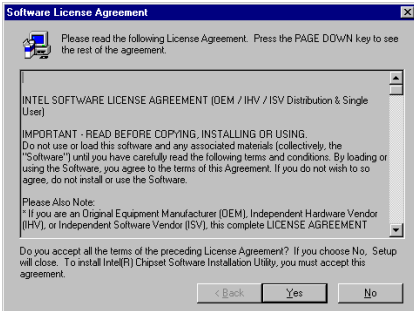 Software License Agreement
Please read the following License Agreement. Press the PAGE DOWN key to see
the rest of the agreement.
INTEL SOFTWARE LICENSE AGREEMENT (OEM / IHV / ISV Distribution & Single
User)
IMPORTANT - READ BEFORE COPYING, INSTALLING OR USING.
Do not use or load this software and any associated materials (collectively, the
"Software") until you have carefully read the following terms and conditions. By loading or
using the Software, you agree to the terms of this Agreement. If you do not wish to so
agree, do not install or use the Software.
Please Also Note:
* If you are an Original Equipment Manufacturer (OEM), Independent Hardware Vendor
(IHV), or Independent Software Vendor (ISV), this complete LICENSE AGREEMENT
Do you accept all the terms of the preceding License Agreement? If you choose No, Setup
will close. To install Intel(R) Chipset Software Installation Utility, you must accept this
agreement.
< Back
Yes
No